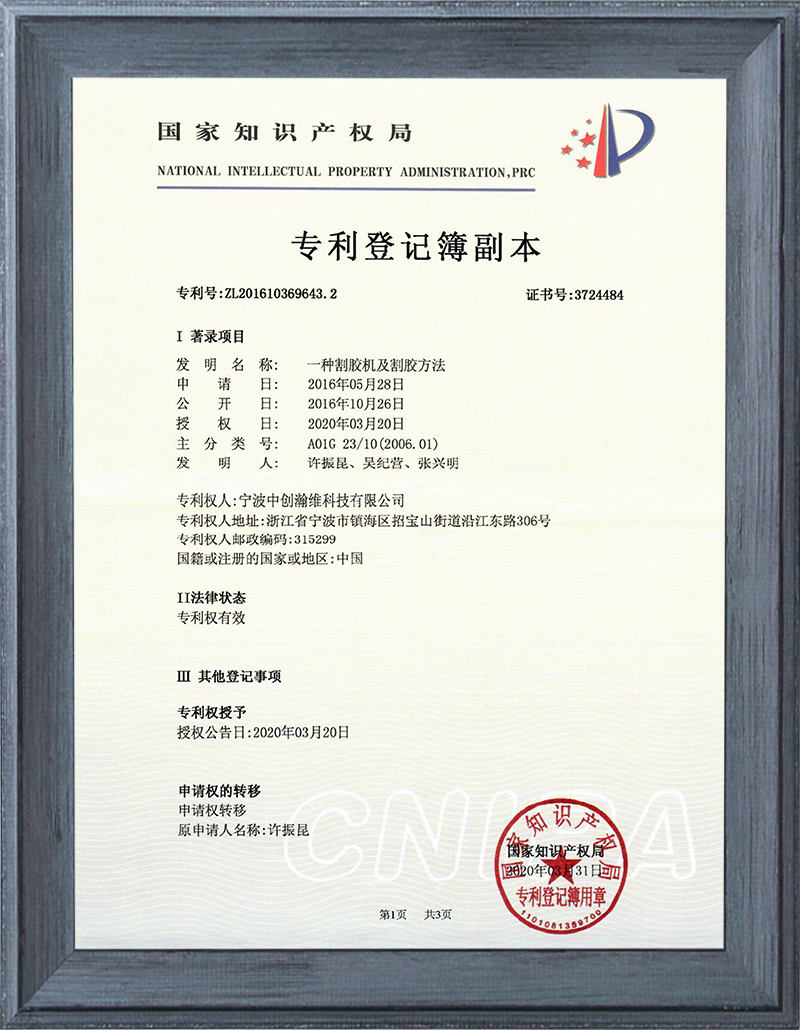 国家知识产权局
NATIONAL INTELLECTUAL PROPERTY ADMINISTRATION,PRC
专利登记簿副本
专利号:ZL201610369643.2 证书号:3724484
I 著录项目
发明名称: 一种割胶机及割胶方法
申请日: 2016年05月28日
公开日: 2016年10月26日
授权日: 2020年03月20日
主分类号: A01G 23/10(2006.01)
发明人: 许振昆、吴纪营、张兴明
专利权人:宁波中创瀚维科技有限公司
专利权人地址:浙江省宁波市镇海区招宝山街道沿江东路306号
专利权人邮政编码:315299
国籍或注册的国家或地区:中国
II法律状态
专利权有效
III 其他登记事项
专利权授予
授权公告日:2020年03月20日
申请权的转移
申请权转移
原申请人名称:许振昆
CNIPA
国家知识产权局
国家知识产权局
2020年03月31日
专利登记簿用章
1101081359700
第1页 共3页